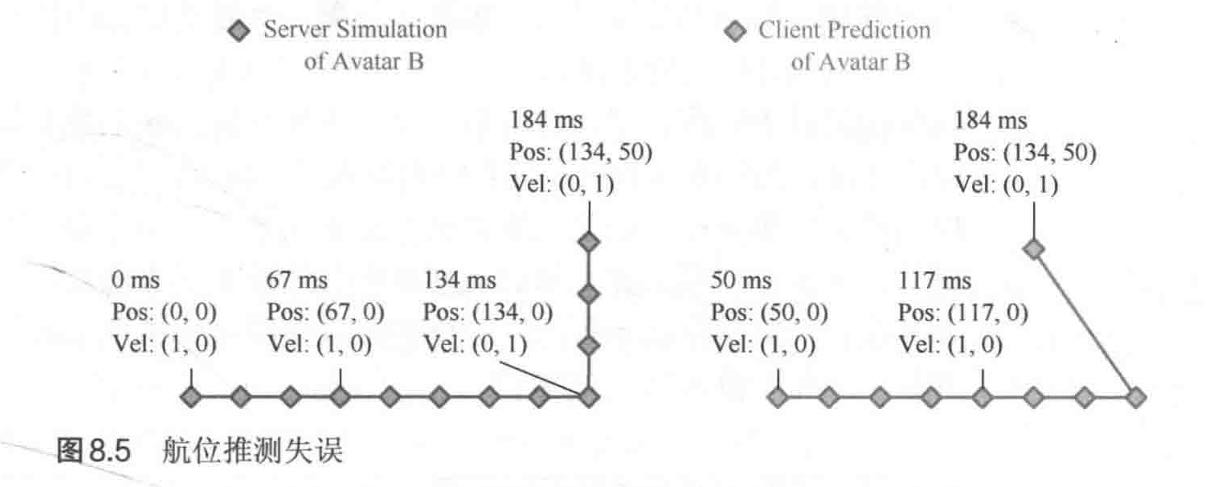 Server Simulation
of Avatar B
Client Prediction
of Avatar B
184 ms
Pos: (134, 50)
Vel: (0, 1)
184 ms
Pos: (134, 50)
Vel: (0, 1)
0 ms
Pos: (0, 0)
Vel: (1, 0)
67 ms
Pos: (67, 0)
Vel: (1, 0)
134 ms
Pos: (134, 0)
Vel: (0, 1)
50 ms
Pos: (50, 0)
Vel: (1, 0)
117 ms
Pos: (117, 0)
Vel: (1, 0)
图8.5 航位推测失误